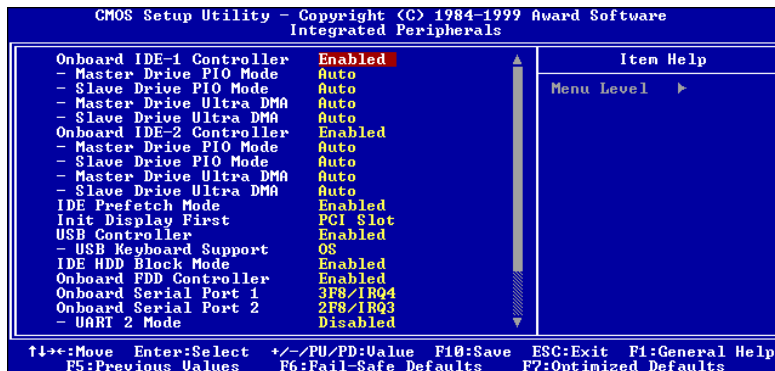 CMOS Setup Utility - Copyright (C) 1984-1999 Award Software
Integrated Peripherals
Onboard IDE-1 Controller Enabled
- Master Drive PIO Mode Auto
- Slave Drive PIO Mode Auto
- Master Drive Ultra DMA Auto
- Slave Drive Ultra DMA Auto
Onboard IDE-2 Controller Enabled
- Master Drive PIO Mode Auto
- Slave Drive PIO Mode Auto
- Master Drive Ultra DMA Auto
- Slave Drive Ultra DMA Auto
IDE Prefetch Mode Enabled
Init Display First PCI Slot
USB Controller Enabled
- USB Keyboard Support OS
IDE HDD Block Mode Enabled
Onboard FDD Controller Enabled
Onboard Serial Port 1 3F8/IRQ4
Onboard Serial Port 2 2F8/IRQ3
- UART 2 Mode Disabled
Item Help
Menu Level ►
↑↓→←:Move Enter:Select +/-/PU/PD:Value F10:Save ESC:Exit F1:General Help
F5:Previous Values F6:Fail-Safe Defaults F7:Optimized Defaults